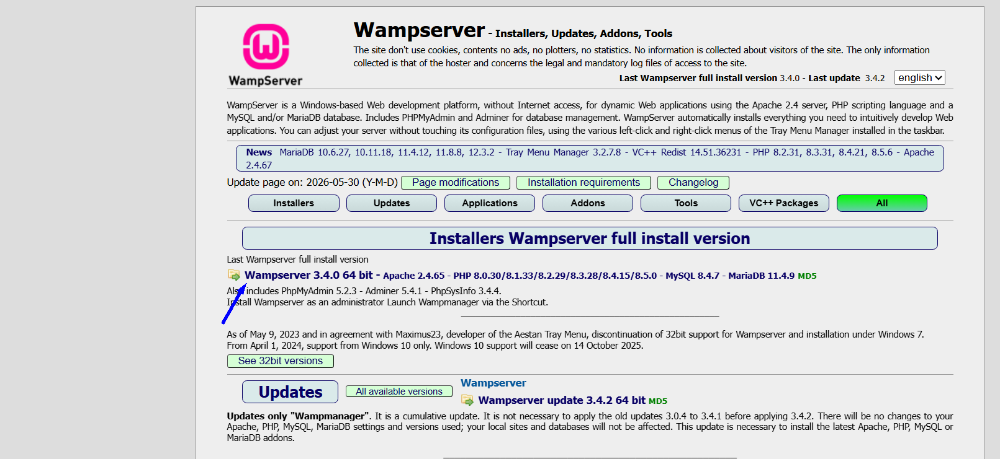 Wampserver - Installers, Updates, Addons, Tools
The site don't use cookies, contents no ads, no plotters, no statistics. No information is collected about visitors of the site. The only information
collected is that of the hoster and concerns the legal and mandatory log files of access to the site.
WampServer
Last Wampserver full install version 3.4.0 - Last update 3.4.2 english
WampServer is a Windows-based Web development platform, without Internet access, for dynamic Web applications using the Apache 2.4 server, PHP scripting language and a
MySQL and/or MariaDB database. Includes PHPMyAdmin and Adminer for database management. WampServer automatically installs everything you need to intuitively develop Web
applications. You can adjust your server without touching its configuration files, using the various left-click and right-click menus of the Tray Menu Manager installed in the taskbar.
News MariaDB 10.6.27, 10.11.18, 11.4.12, 11.8.8, 12.3.2 - Tray Menu Manager 3.2.7.8 - VC++ Redist 14.51.36231 - PHP 8.2.31, 8.3.31, 8.4.21, 8.5.6 - Apache
2.4.67
Update page on: 2026-05-30 (Y-M-D) Page modifications Installation requirements Changelog
Installers Updates Applications Addons Tools VC++ Packages All
Installers Wampserver full install version
Last Wampserver full install version
Wampserver 3.4.0 64 bit - Apache 2.4.65 - PHP 8.0.30/8.1.33/8.2.29/8.3.28/8.4.15/8.5.0 - MySQL 8.4.7 - MariaDB 11.4.9 MD5
Also includes PhpMyAdmin 5.2.3 - Adminer 5.4.1 - PhpSysInfo 3.4.4.
Install Wampserver as an administrator Launch Wampmanager via the Shortcut.
As of May 9, 2023 and in agreement with Maximus23, developer of the Aestan Tray Menu, discontinuation of 32bit support for Wampserver and installation under Windows 7.
From April 1, 2024, support from Windows 10 only. Windows 10 support will cease on 14 October 2025.
See 32bit versions
Updates All available versions Wampserver
Wampserver update 3.4.2 64 bit MD5
Updates only "Wampmanager". It is a cumulative update. It is not necessary to apply the old updates 3.0.4 to 3.4.1 before applying 3.4.2. There will be no changes to your
Apache, PHP, MySQL, MariaDB settings and versions used; your local sites and databases will not be affected. This update is necessary to install the latest Apache, PHP, MySQL or
MariaDB addons.